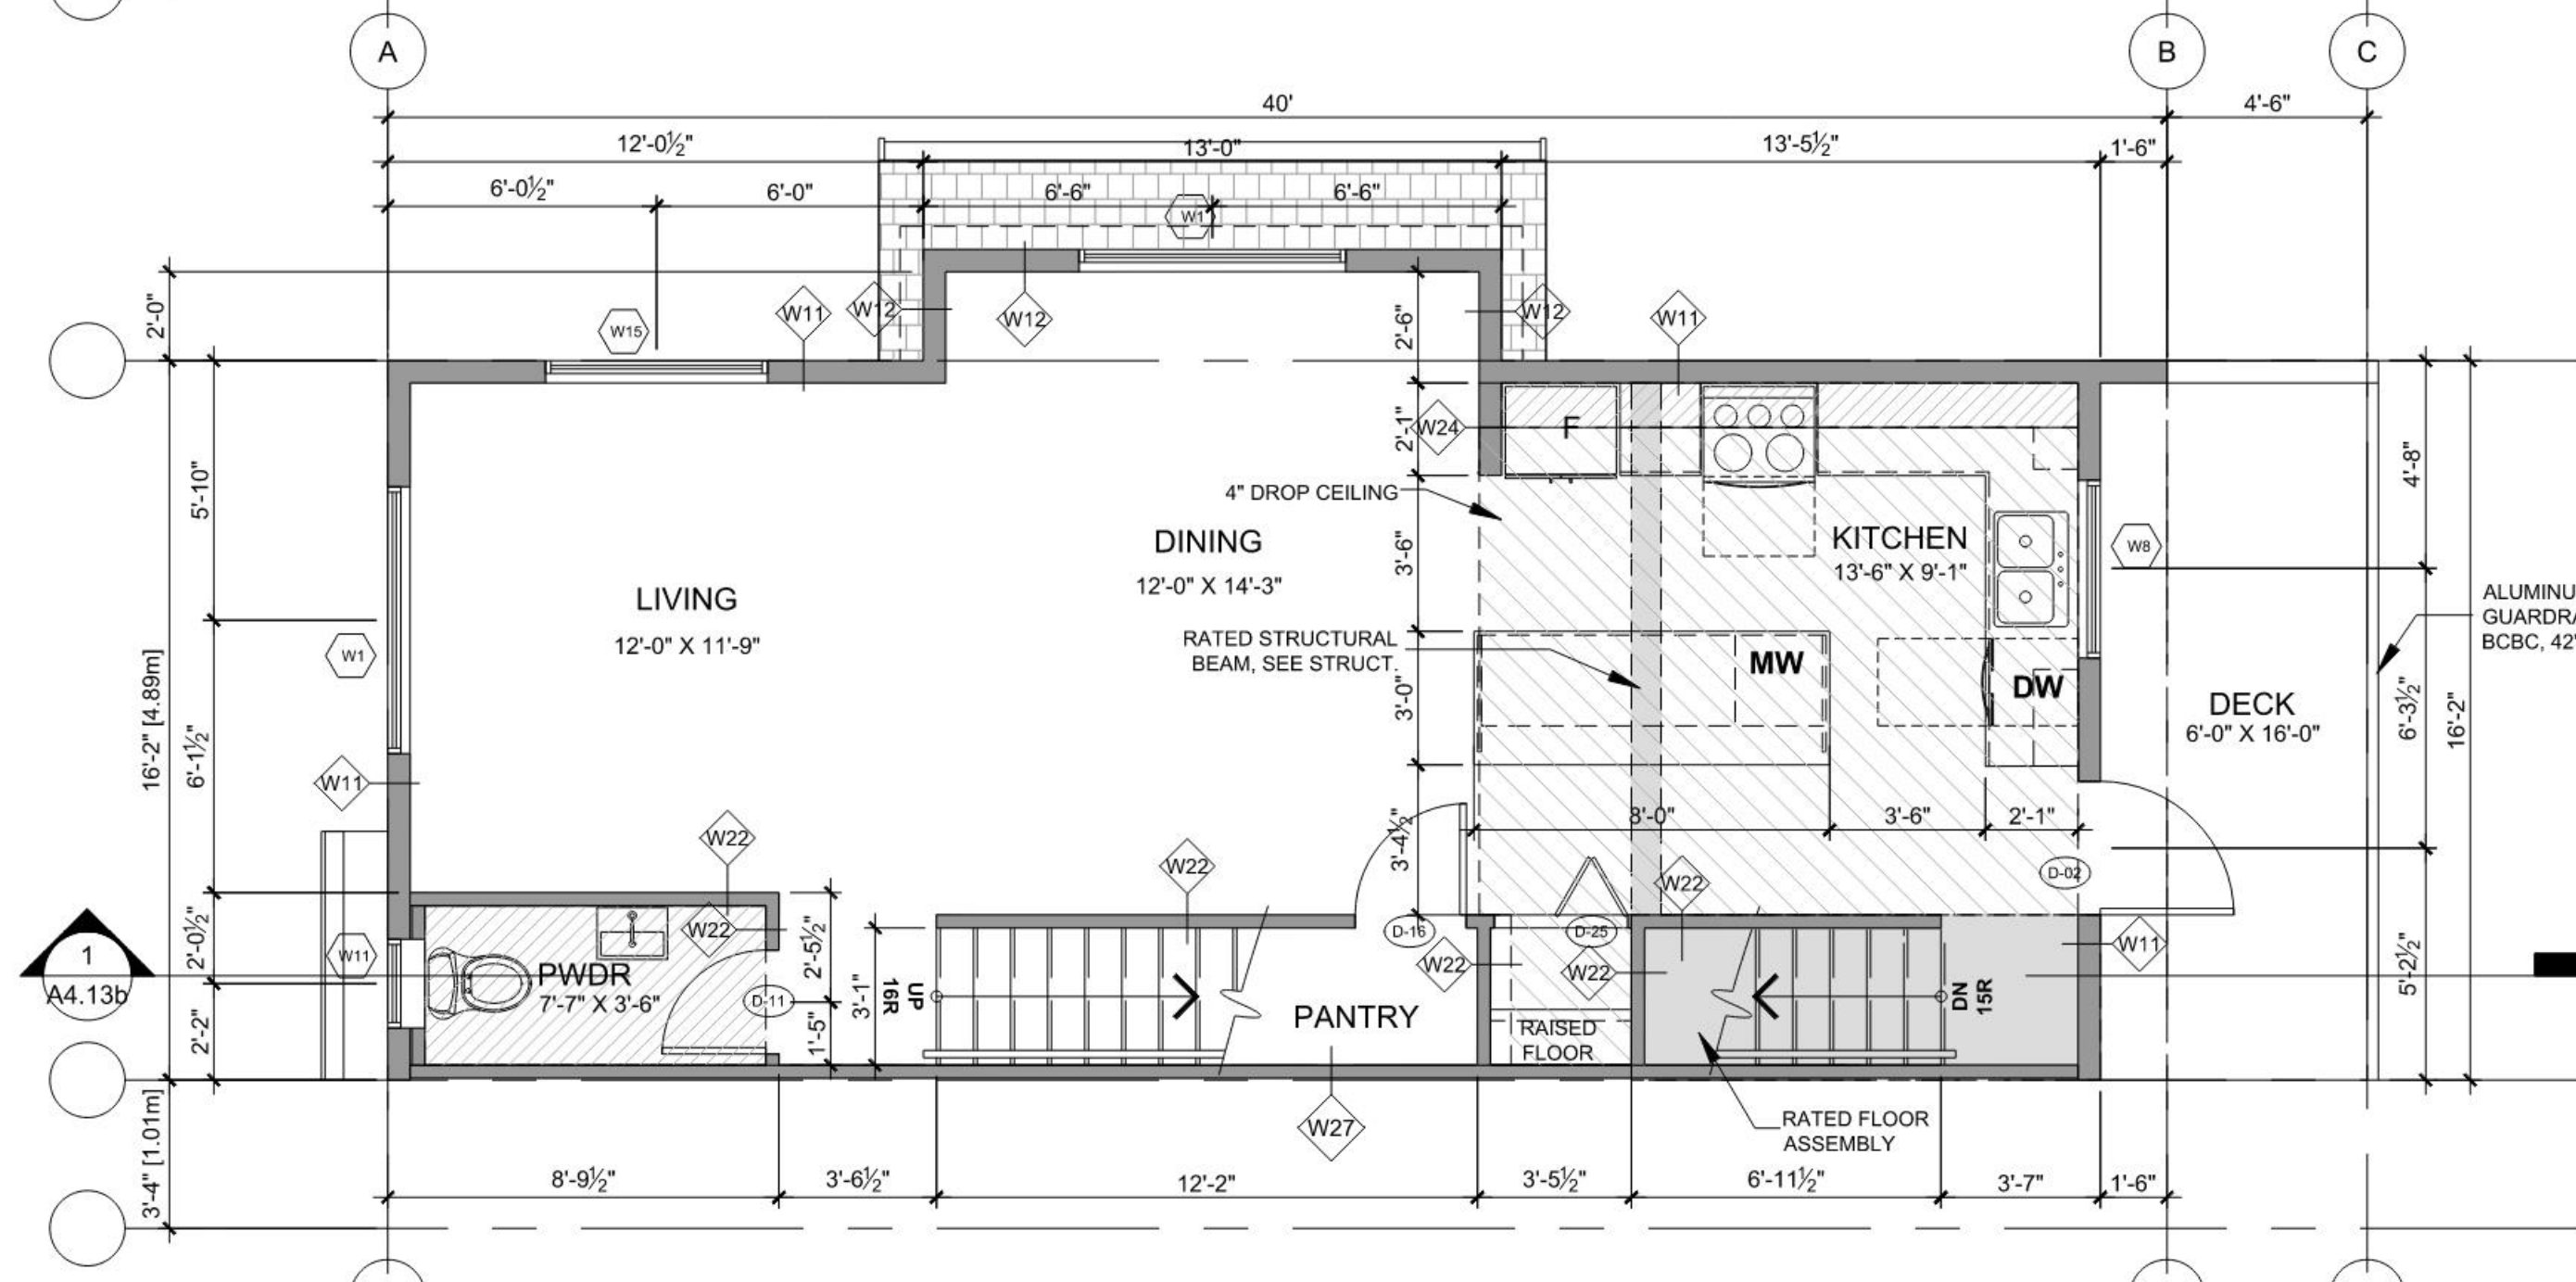 A
B
C
40'
4'-6"
12'-0½"
13'-0"
13'-5½"
1'-6"
6'-0½"
6'-0"
6'-6"
6'-6"
W1
2'-0"
W15
W11
W12
W12
W12
W11
2'-6"
W24
2'-1"
F
4" DROP CEILING
5'-10"
4'-8"
DINING
12'-0" X 14'-3"
3'-6"
KITCHEN
13'-6" X 9'-1"
W8
LIVING
12'-0" X 11'-9"
ALUMINU
GUARDRA
BCBC, 42"
RATED STRUCTURAL
BEAM, SEE STRUCT.
W1
MW
DW
3'-0"
DECK
6'-0" X 16'-0"
16'-2" [4.89m]
6'-1½"
6'-3½"
16'-2"
W11
8'-0"
3'-6"
2'-1"
W22
W22
3'-4½"
W22
D-02
W22
D-16
D-25
W11
1
A4.13b
W11
2'-0½"
PWDR
7'-7" X 3'-6"
D-11
2'-5½"
3'-1"
UP
16R
W22
W22
DN
15R
5'-2½"
2'-2"
1'-5"
PANTRY
RAISED
FLOOR
W27
RATED FLOOR
ASSEMBLY
3'-4" [1.01m]
8'-9½"
3'-6½"
12'-2"
3'-5½"
6'-11½"
3'-7"
1'-6"